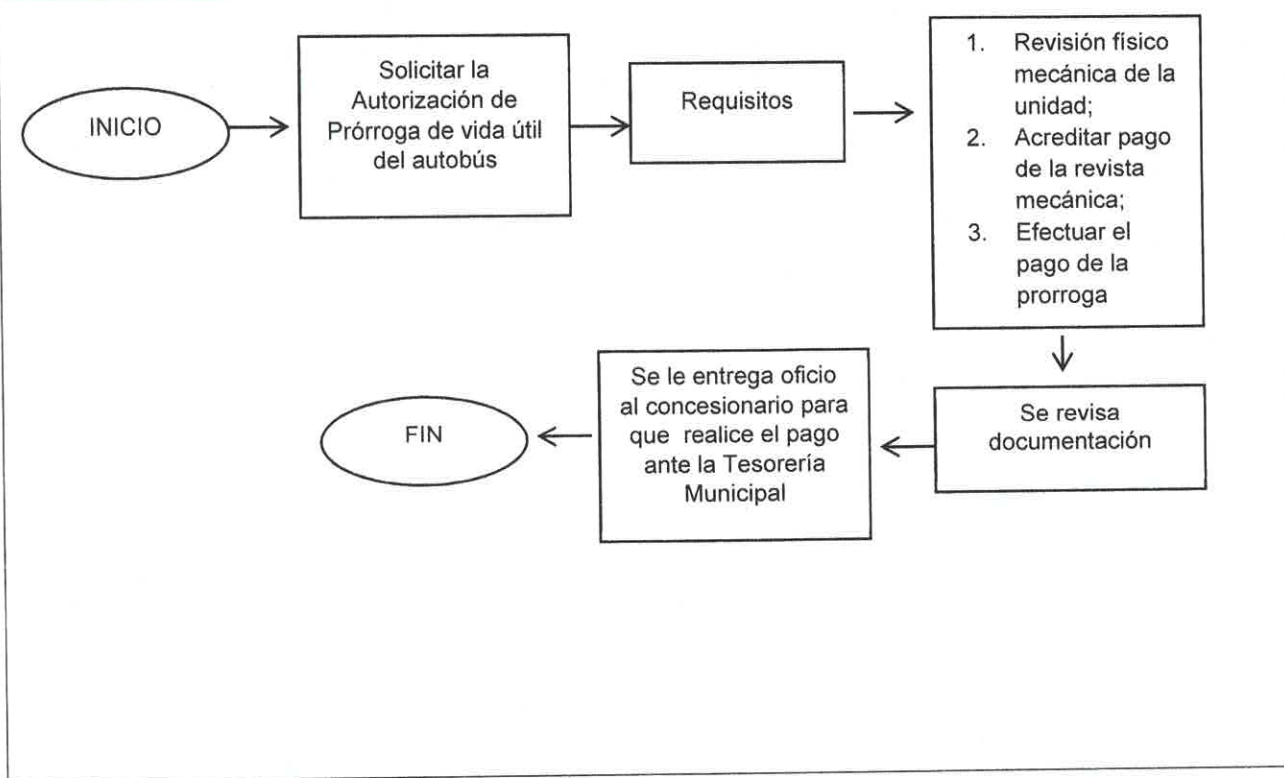 INICIO
Solicitar la
Autorización de
Prórroga de vida útil
del autobús
Requisitos
1. Revisión físico
mecánica de la
unidad;
2. Acreditar pago
de la revista
mecánica;
3. Efectuar el
pago de la
prorroga
Se revisa
documentación
Se le entrega oficio
al concesionario para
que realice el pago
ante la Tesorería
Municipal
FIN